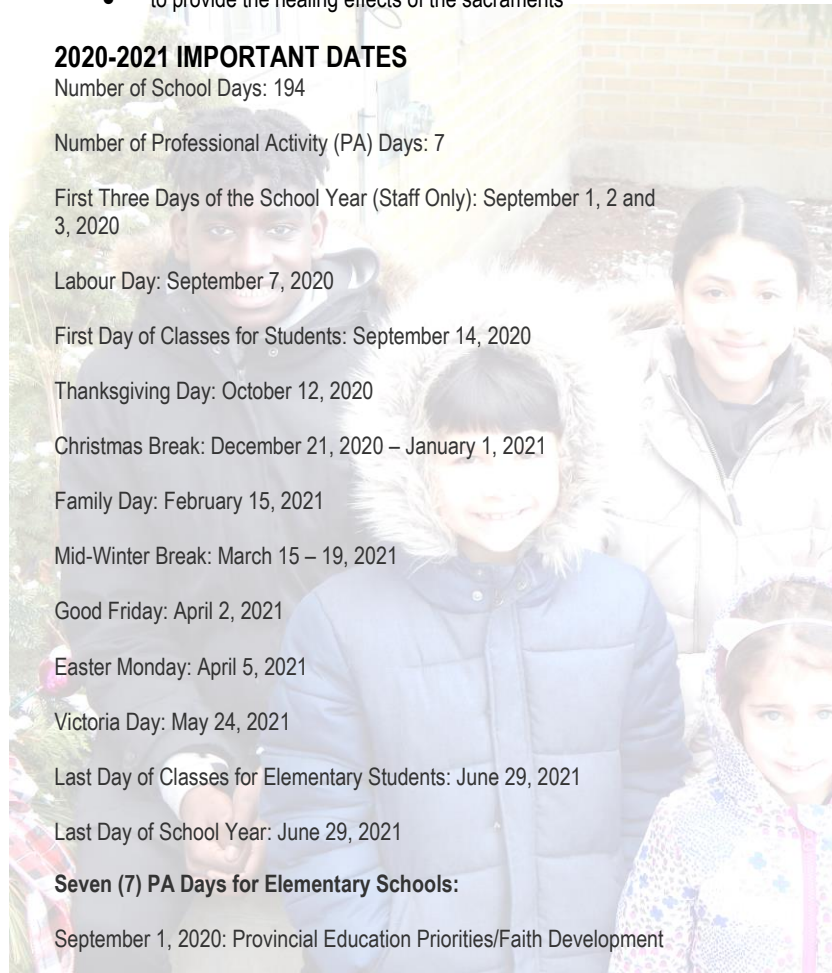 ● to provide the healing effects of the sacraments
2020-2021 IMPORTANT DATES
Number of School Days: 194
Number of Professional Activity (PA) Days: 7
First Three Days of the School Year (Staff Only): September 1, 2 and
3, 2020
Labour Day: September 7, 2020
First Day of Classes for Students: September 14, 2020
Thanksgiving Day: October 12, 2020
Christmas Break: December 21, 2020 – January 1, 2021
Family Day: February 15, 2021
Mid-Winter Break: March 15 – 19, 2021
Good Friday: April 2, 2021
Easter Monday: April 5, 2021
Victoria Day: May 24, 2021
Last Day of Classes for Elementary Students: June 29, 2021
Last Day of School Year: June 29, 2021
Seven (7) PA Days for Elementary Schools:
September 1, 2020: Provincial Education Priorities/Faith Development